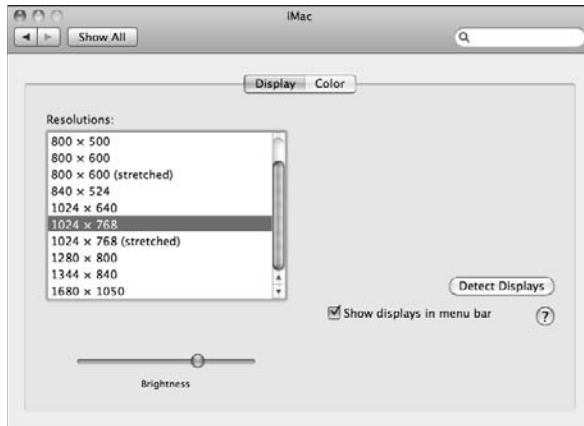 iMac
Show All
Display Color
Resolutions:
800 × 500
800 × 600
800 × 600 (stretched)
840 × 524
1024 × 640
1024 × 768
1024 × 768 (stretched)
1280 × 800
1344 × 840
1680 × 1050
Detect Displays
Show displays in menu bar ?
Brightness